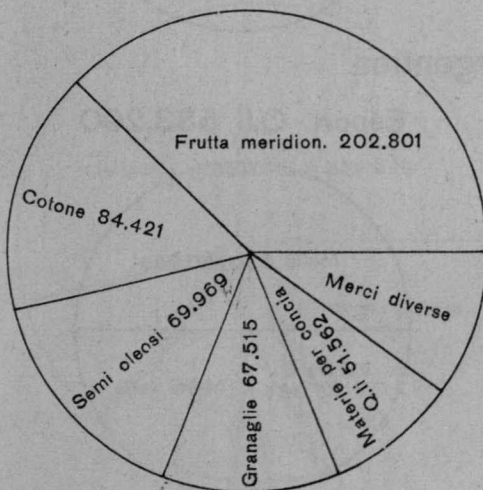 Frutta meridion. 202.801
Cotone 84.421
Semi oleosi 69.969
Granaglie 67.515
Materie per concia
Q.li 51.562
Merci diverse